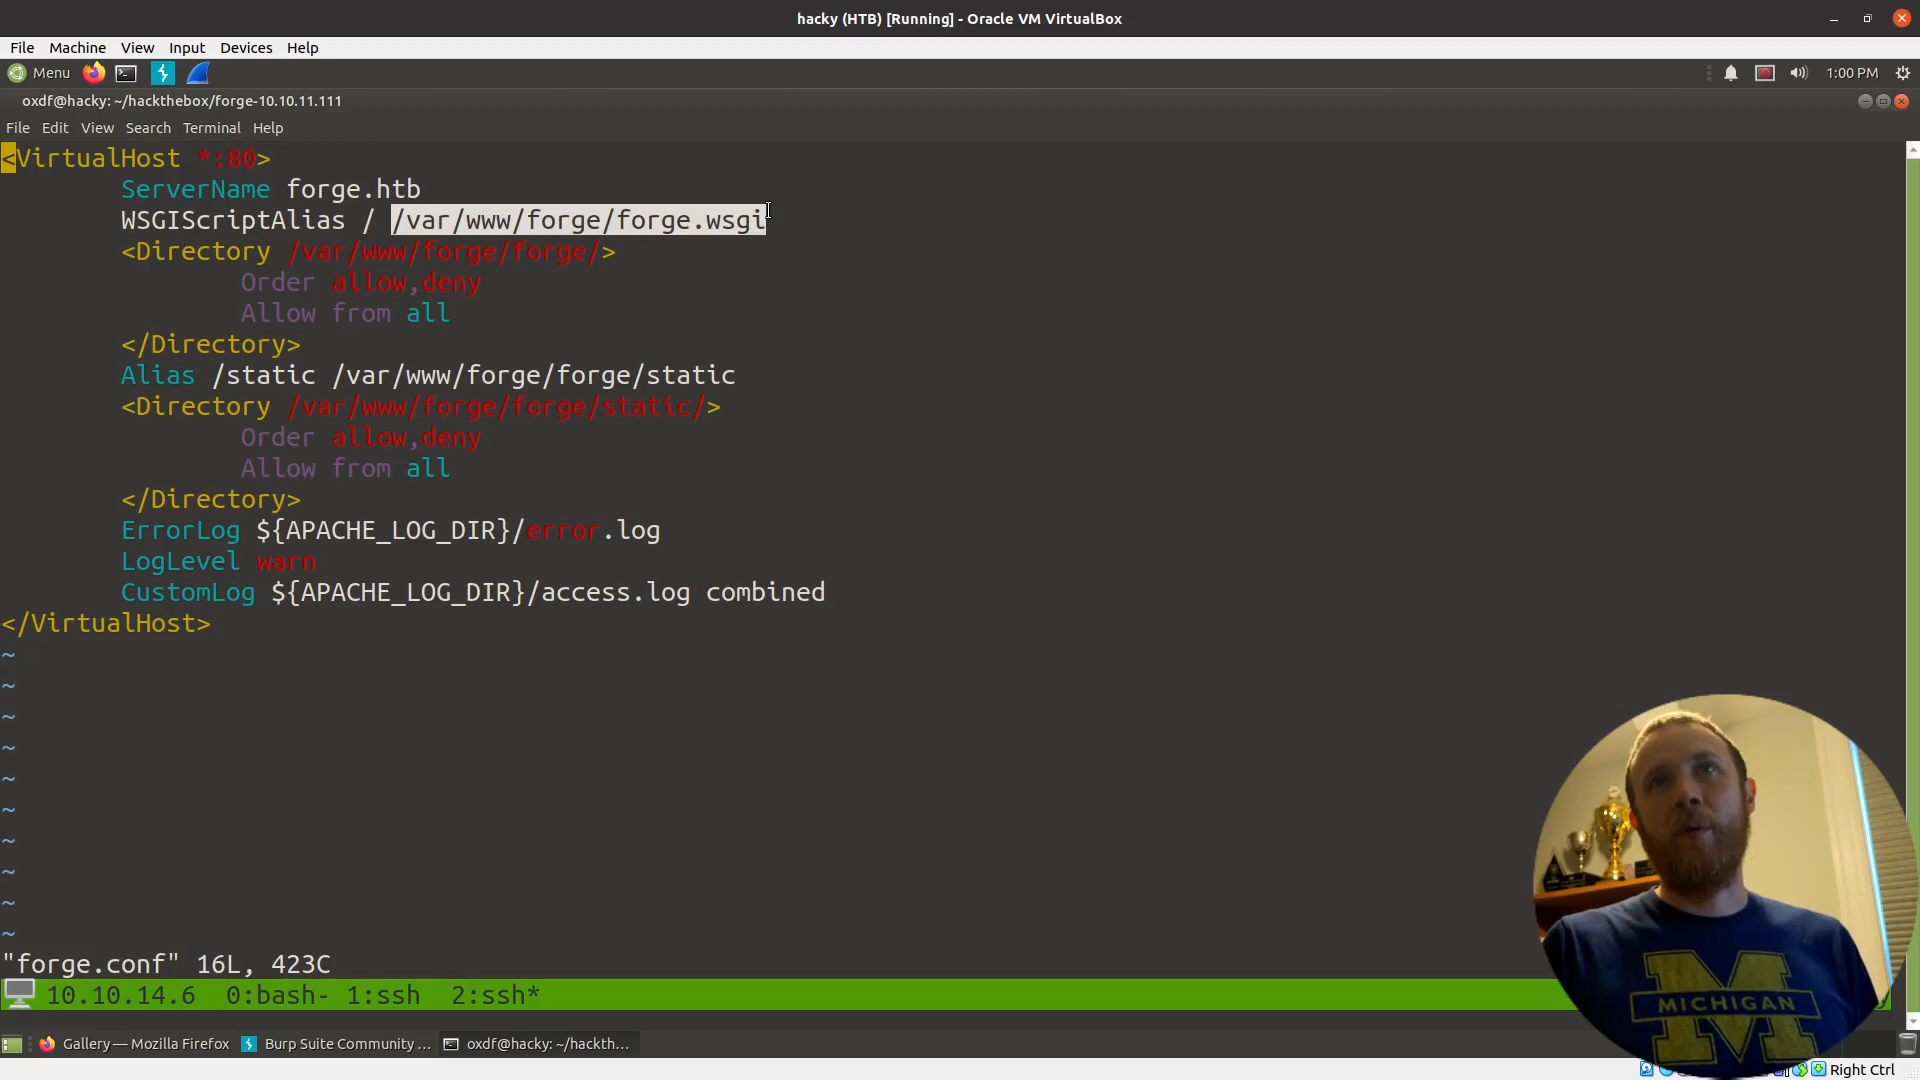 hacky (HTB) [Running] - Oracle VM VirtualBox
File Machine View Input Devices Help
Menu 1:00 PM
oxdf@hacky: ~/hackthebox/forge-10.10.11.111
File Edit View Search Terminal Help
<VirtualHost *:80>
ServerName forge.htb
WSGIScriptAlias / /var/www/forge/forge.wsgi
<Directory /var/www/forge/forge/>
Order allow,deny
Allow from all
</Directory>
Alias /static /var/www/forge/forge/static
<Directory /var/www/forge/forge/static/>
Order allow,deny
Allow from all
</Directory>
ErrorLog ${APACHE_LOG_DIR}/error.log
LogLevel warn
CustomLog ${APACHE_LOG_DIR}/access.log combined
</VirtualHost>
~
~
~
~
~
~
~
~
~
~
"forge.conf" 16L, 423C
10.10.14.6 0:bash- 1:ssh 2:ssh*
MICHIGAN
Gallery — Mozilla Firefox Burp Suite Community ... oxdf@hacky: ~/hackth...
Right Ctrl